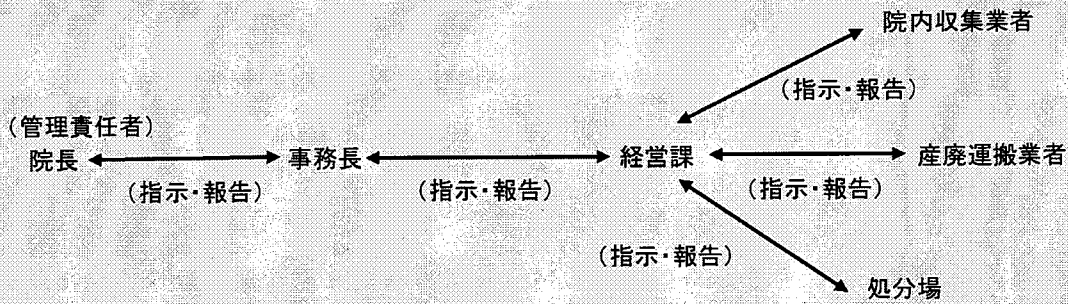 院内収集業者
(指示・報告)
(管理責任者)
院長
事務長
経営課
産廃運搬業者
(指示・報告)
(指示・報告)
(指示・報告)
(指示・報告)
処分場